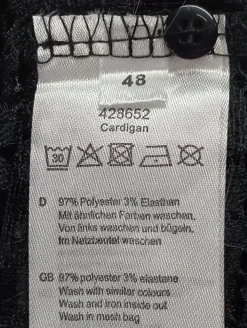 48
428652
Cardigan
30
D 97% Polyester 3% Elasthan
Mit ähnlichen Farben waschen,
Von links waschen und bügeln,
Im Netzbeutel waschen
GB 97% polyester 3% elastane
Wash with similar colours
Wash and iron inside out
Wash in mesh bag